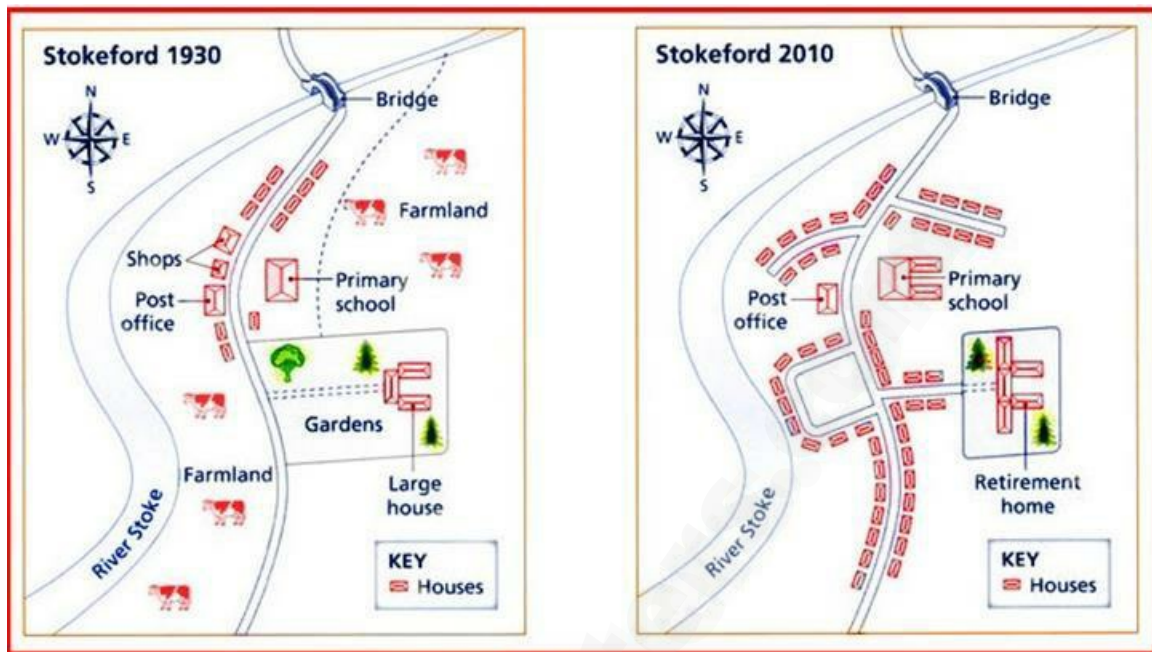 Stokeford 1930
N
W E
S
Bridge
Farmland
Shops
Primary
school
Post
office
Gardens
Farmland
Large
house
River Stoke
KEY
Houses
Stokeford 2010
N
W E
S
Bridge
Primary
school
Post
office
Retirement
home
River Stoke
KEY
Houses